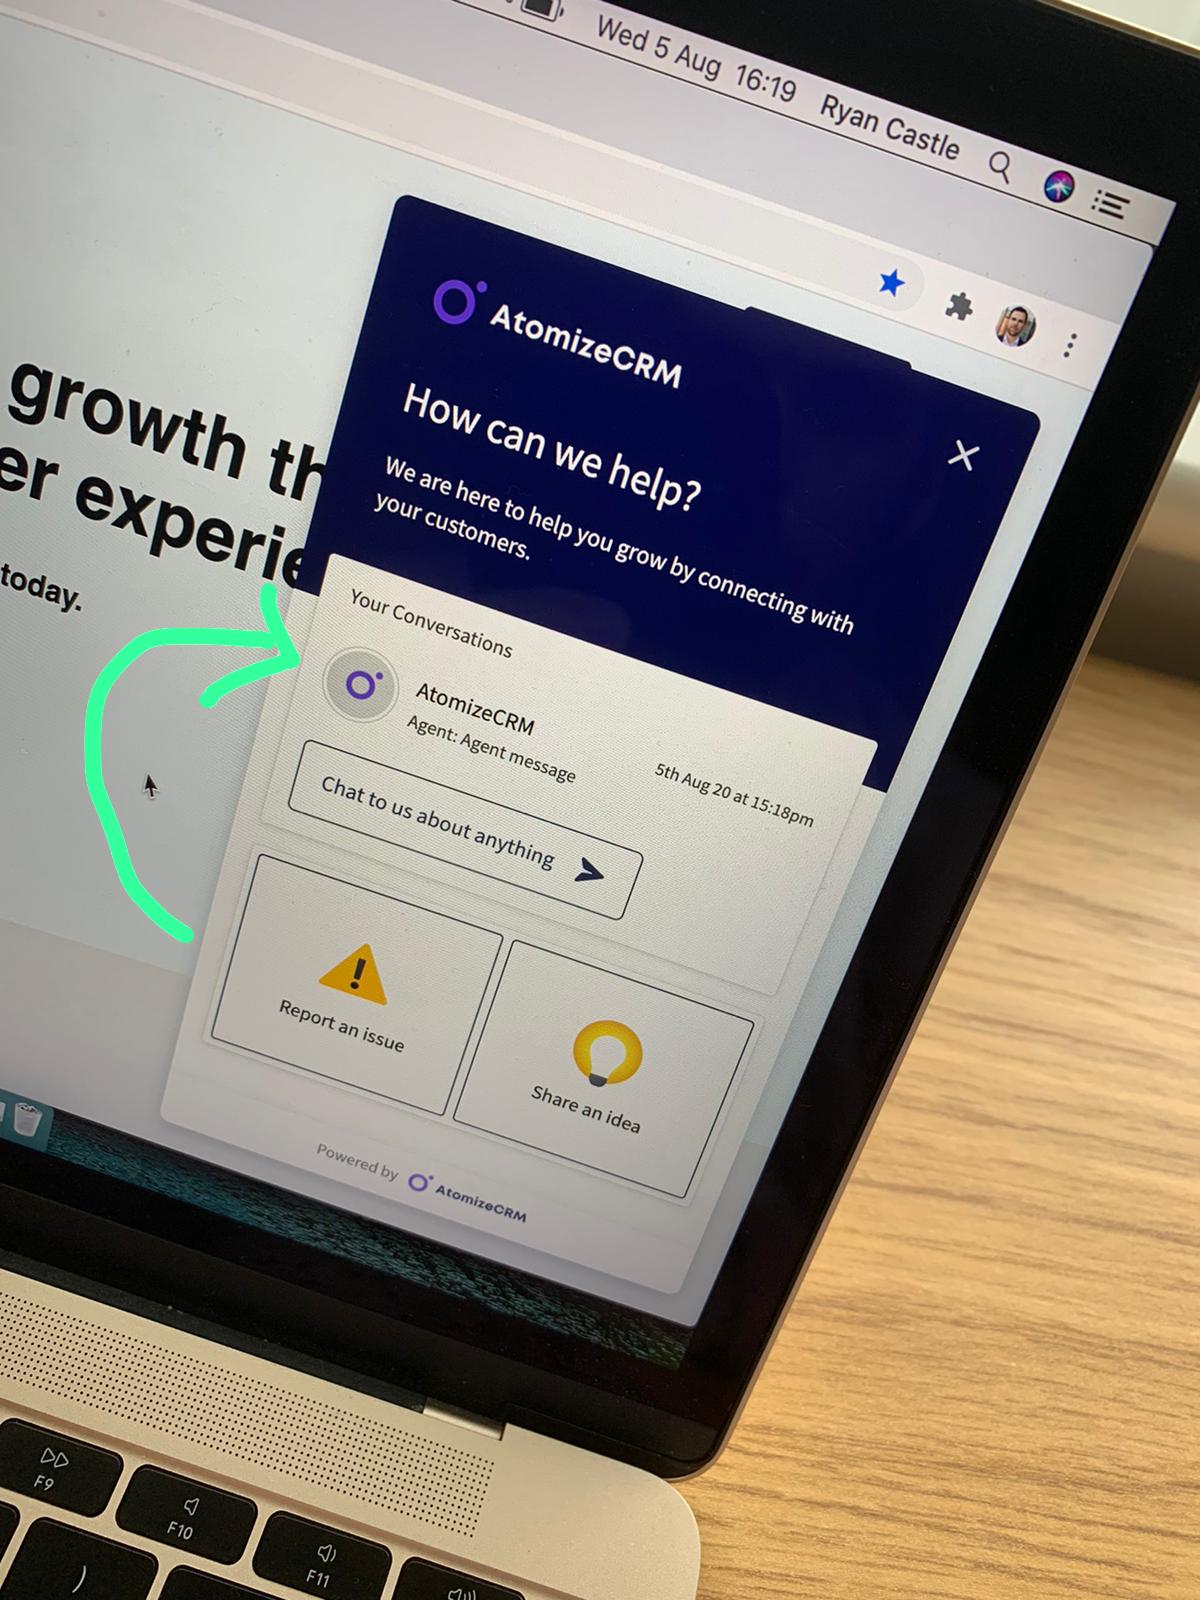 Wed 5 Aug 16:19 Ryan Castle
growth th
er experie
today.
AtomizeCRM
How can we help?
We are here to help you grow by connecting with
your customers.
Your Conversations
AtomizeCRM
Agent: Agent message
5th Aug 20 at 15:18pm
Chat to us about anything
Report an issue
Share an idea
Powered by AtomizeCRM
F9
F10
F11
)